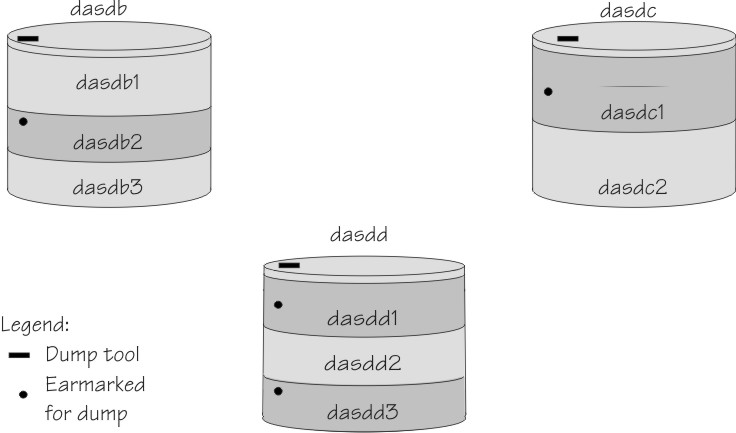 dasdb
dasdb1
dasdb2
dasdb3
dasdc
dasdc1
dasdc2
dasdd
dasdd1
dasdd2
dasdd3
Legend:
Dump tool
Earmarked
for dump